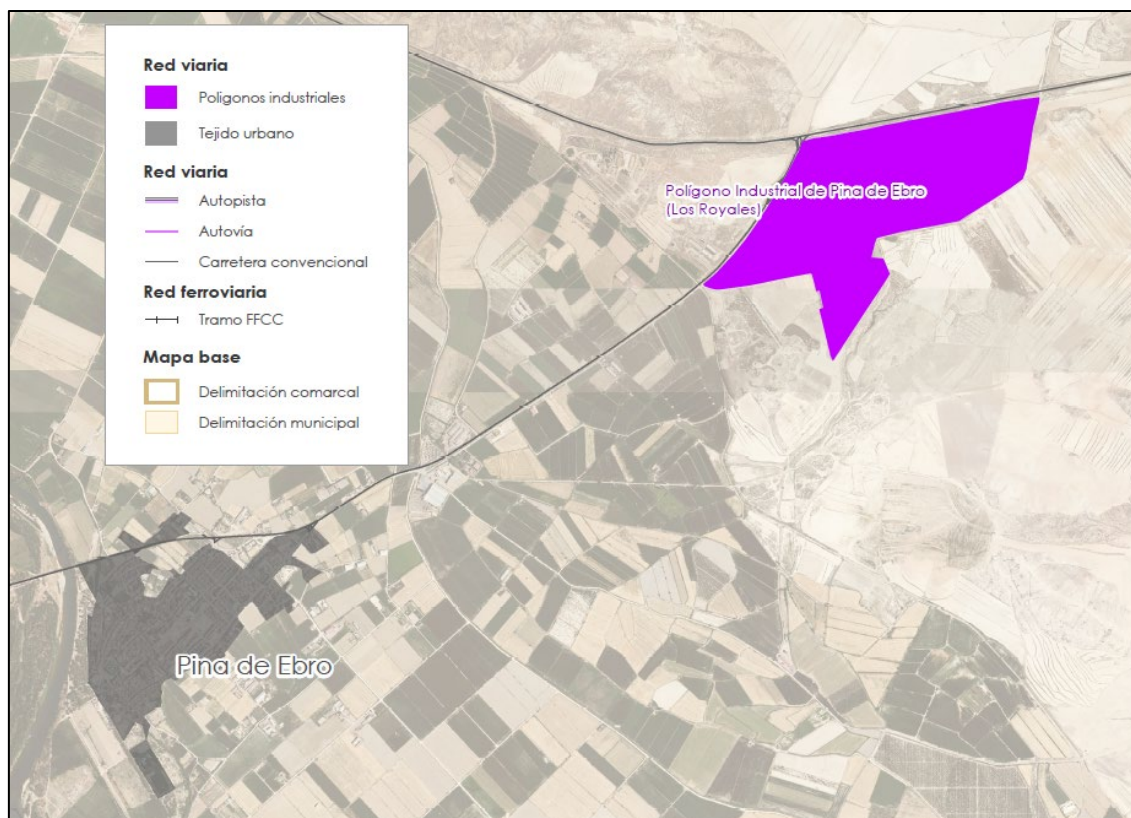 Red viaria
Poligonos industriales
Tejido urbano
Red viaria
Autopista
Autovía
Carretera convencional
Red ferroviaria
Tramo FFCC
Mapa base
Delimitación comarcal
Delimitación municipal
Polígono Industrial de Pina de Ebro
(Los Royales)
Pina de Ebro